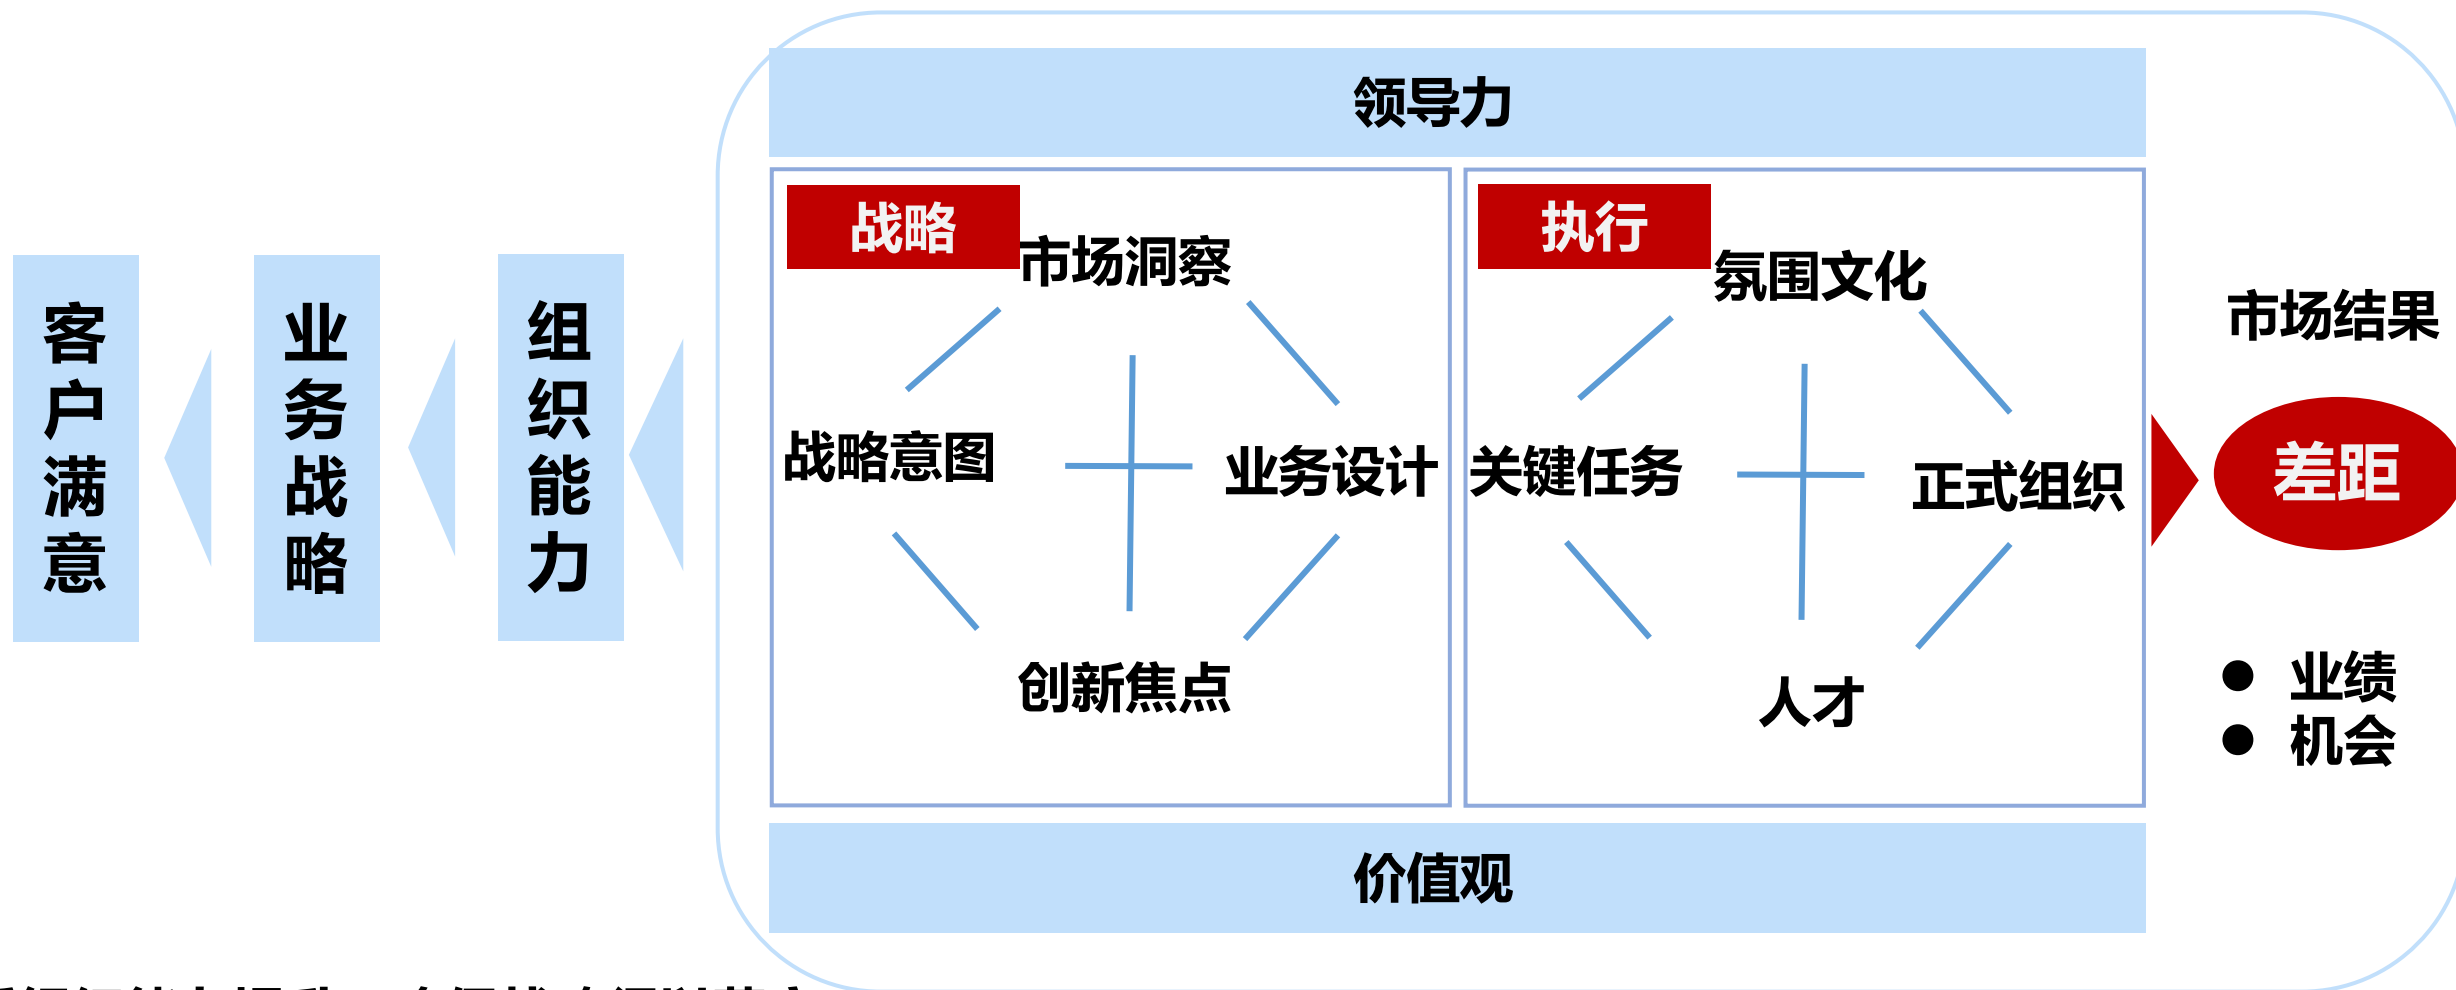 领导力
战略
执行
市场洞察
氛围文化
客户满意
业务战略
组织能力
市场结果
战略意图
业务设计
关键任务
正式组织
差距
创新焦点
人才
业绩
机会
价值观